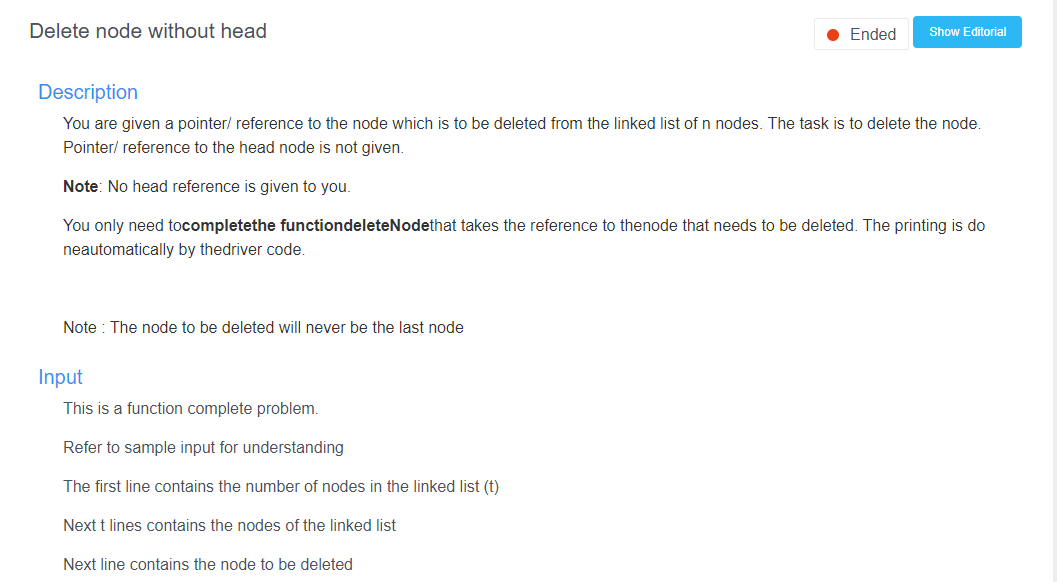 Delete node without head
Ended
Show Editorial
Description
You are given a pointer/ reference to the node which is to be deleted from the linked list of n nodes. The task is to delete the node.
Pointer/ reference to the head node is not given.
Note: No head reference is given to you.
You only need tocompletethe functiondeleteNodethat takes the reference to thenode that needs to be deleted. The printing is do
neautomatically by thedriver code.
Note : The node to be deleted will never be the last node
Input
This is a function complete problem.
Refer to sample input for understanding
The first line contains the number of nodes in the linked list (t)
Next t lines contains the nodes of the linked list
Next line contains the node to be deleted